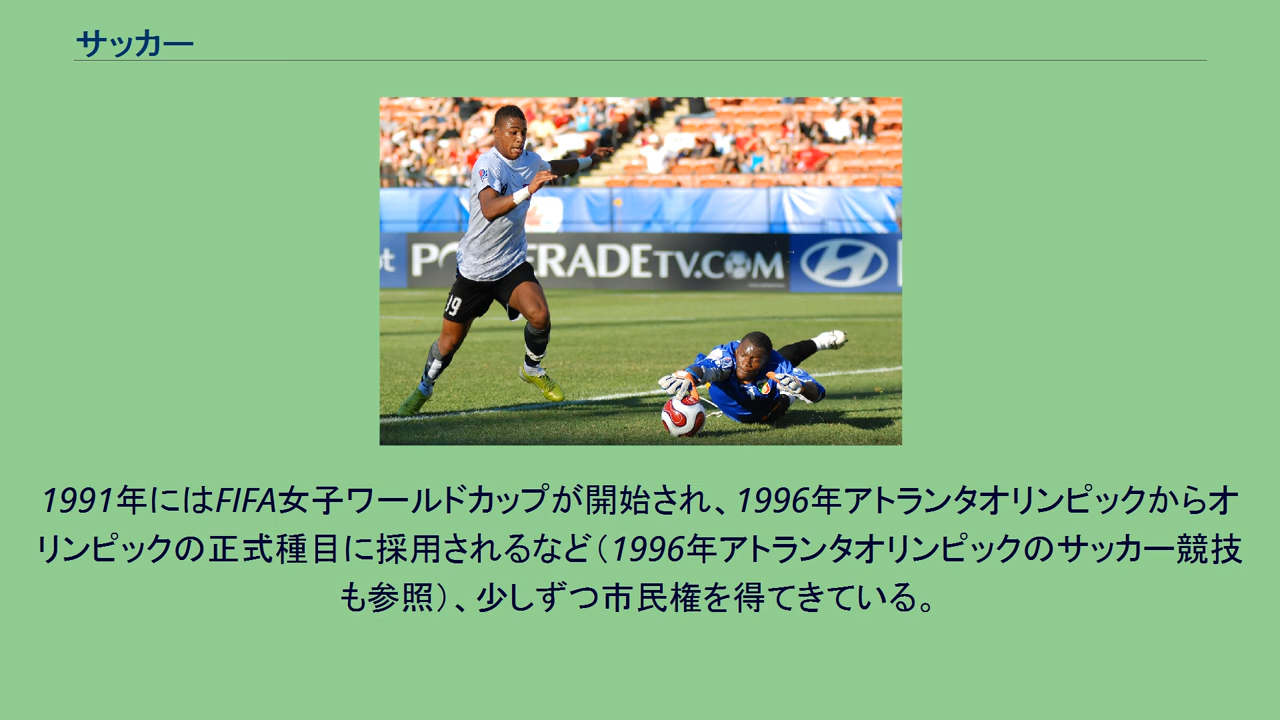 サッカー
19
POWERADETV.COM
1991年にはFIFA女子ワールドカップが開始され、1996年アトランタオリンピックからオ
リンピックの正式種目に採用されるなど（1996年アトランタオリンピックのサッカー競技
も参照）、少しずつ市民権を得てきている。